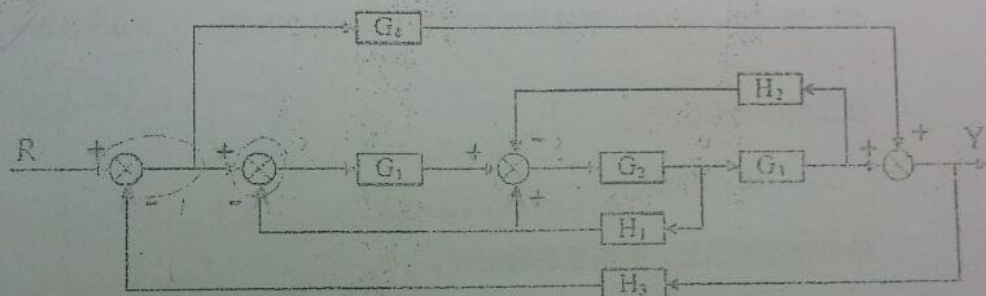 G₄
H₂
R + + - + + Y
G₁ G₂ G₃
- - +
H₁
H₃